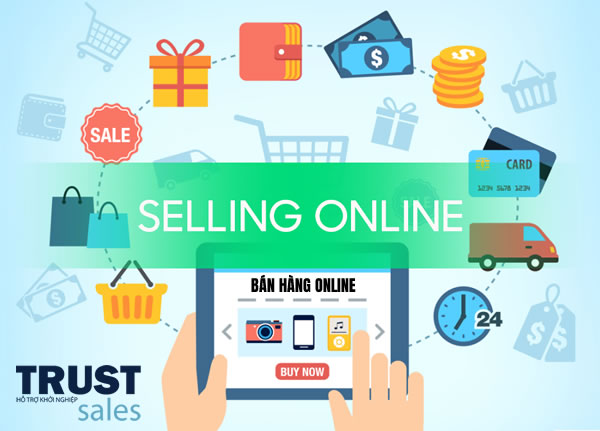 SALE
CARD
1234 5678 1234
SELLING ONLINE
BÁN HÀNG ONLINE
24
BUY NOW
TRUST
HỖ TRỢ KHỞI NGHIỆP
sales